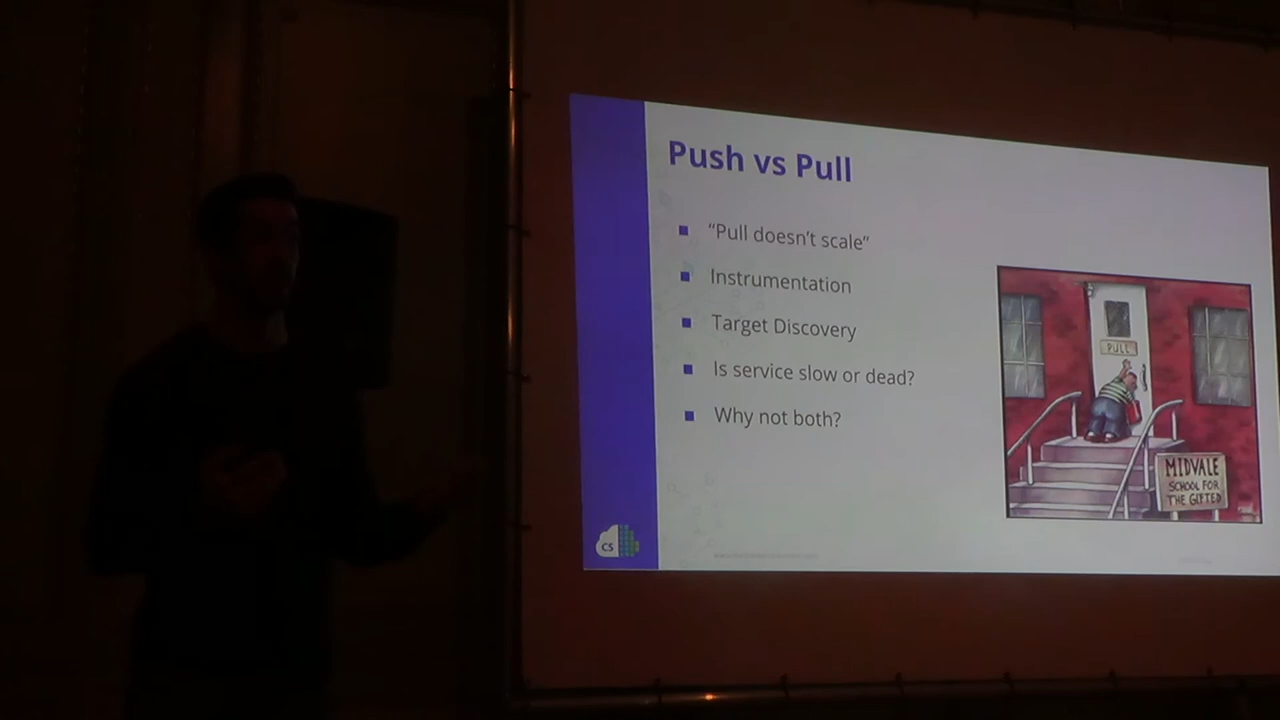 Push vs Pull
“Pull doesn’t scale”
Instrumentation
Target Discovery
Is service slow or dead?
Why not both?
PULL
MIDVALE
SCHOOL FOR
THE GIFTED
CS